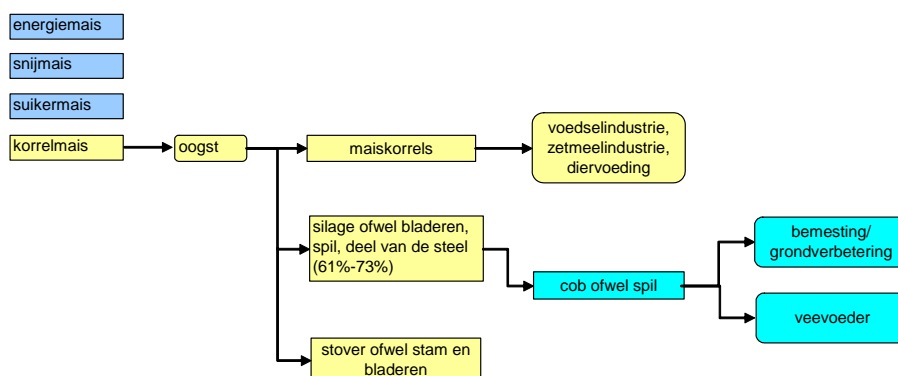 energiemais
snijmais
suikermais
korrelmais
oogst
maiskorrels
voedselindustrie,
zetmeelindustrie,
diervoeding
silage ofwel bladeren,
spil, deel van de steel
(61%-73%)
cob ofwel spil
bemesting/
grondverbetering
veevoeder
stover ofwel stam en
bladeren